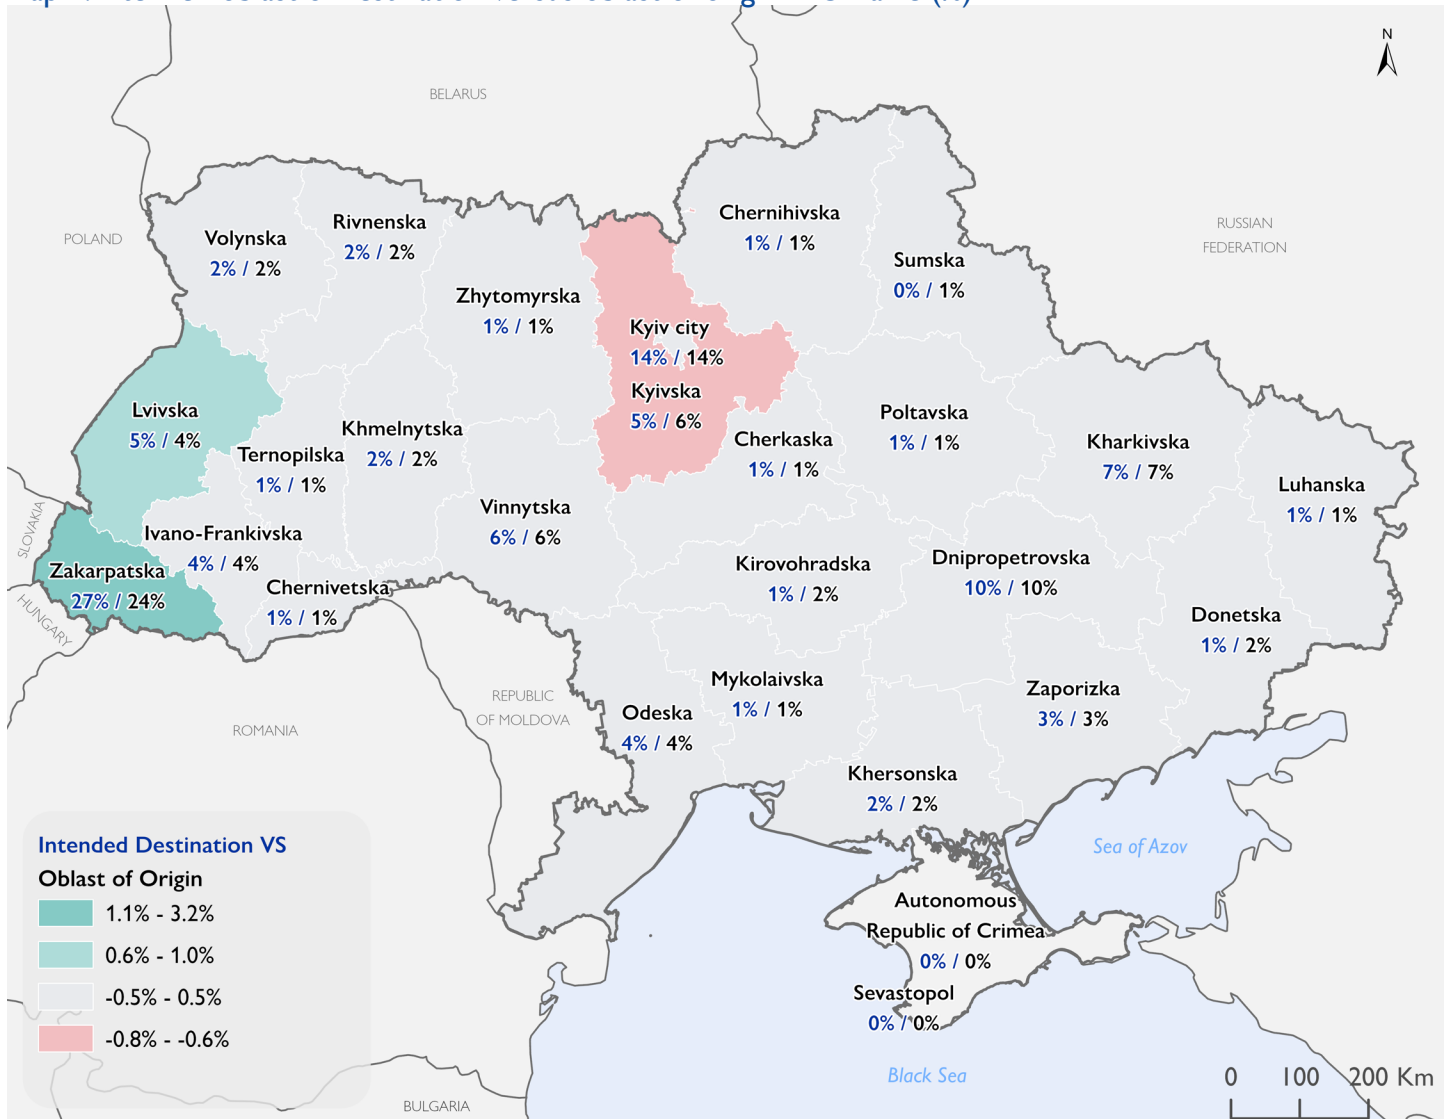 N
BELARUS
POLAND
RUSSIAN
FEDERATION
Chernihivska
1% / 1%
Rivnenska
2% / 2%
Volynska
2% / 2%
Sumska
0% / 1%
Zhytomyrska
1% / 1%
Kyiv city
14% / 14%
Kyivska
5% / 6%
Lvivska
5% / 4%
Khmelnytska
2% / 2%
Ternopilska
1% / 1%
Cherkaska
1% / 1%
Poltavska
1% / 1%
Kharkivska
7% / 7%
Luhanska
1% / 1%
SLOVAKIA
Ivano-Frankivska
4% / 4%
Vinnytska
6% / 6%
Kirovohradska
1% / 2%
Dnipropetrovska
10% / 10%
Zakarpatska
27% / 24%
Chernivetska
1% / 1%
HUNGARY
Donetska
1% / 2%
REPUBLIC
OF MOLDOVA
ROMANIA
Odeska
4% / 4%
Mykolaivska
1% / 1%
Zaporizka
3% / 3%
Khersonska
2% / 2%
Sea of Azov
Autonomous
Republic of Crimea
0% / 0%
Sevastopol
0% / 0%
Black Sea
Intended Destination VS
Oblast of Origin
1.1% - 3.2%
0.6% - 1.0%
-0.5% - 0.5%
-0.8% - -0.6%
BULGARIA
0 100 200 Km